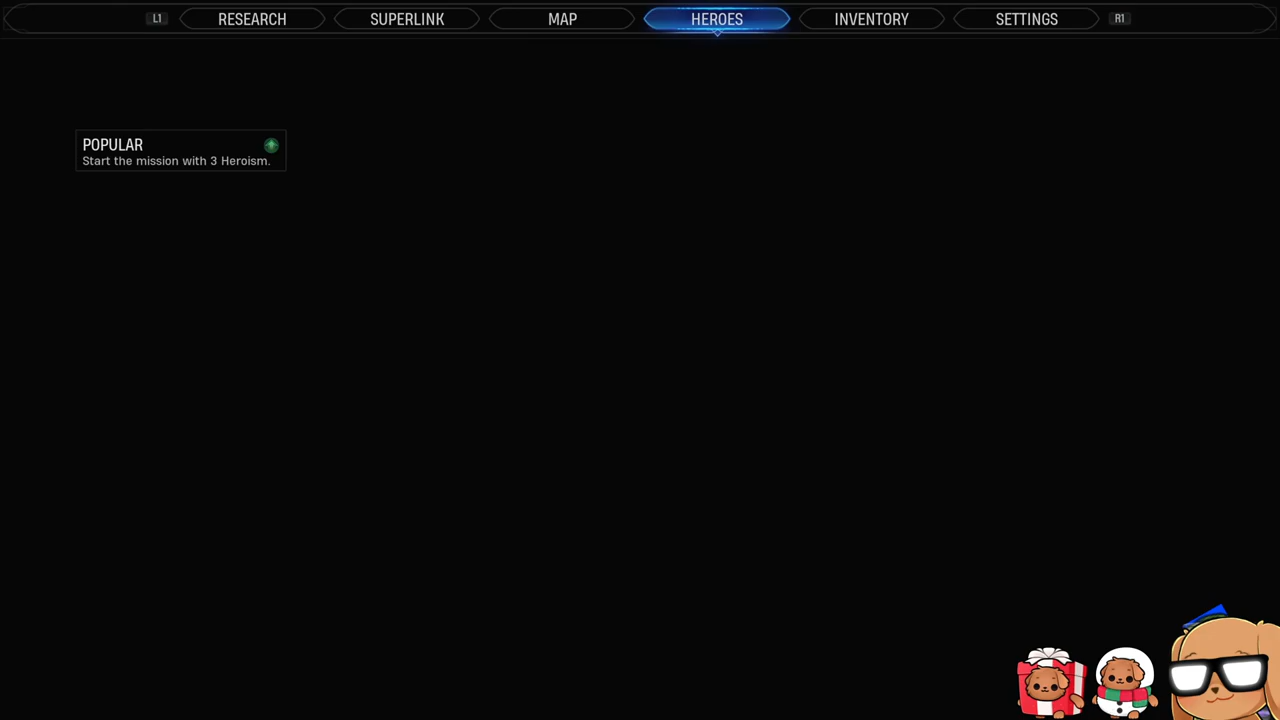 L1
RESEARCH
SUPERLINK
MAP
HEROES
INVENTORY
SETTINGS
R1
POPULAR
Start the mission with 3 Heroism.